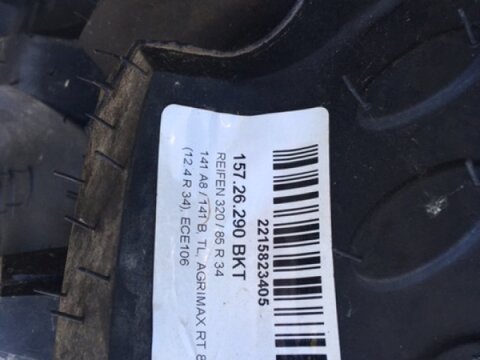 2215823405
157.26.290 BKT
REIFEN 320 / 85 R 34
141 A8 / 141 B, TL, AGRIMAX RT 8
(12.4 R 34), ECE106